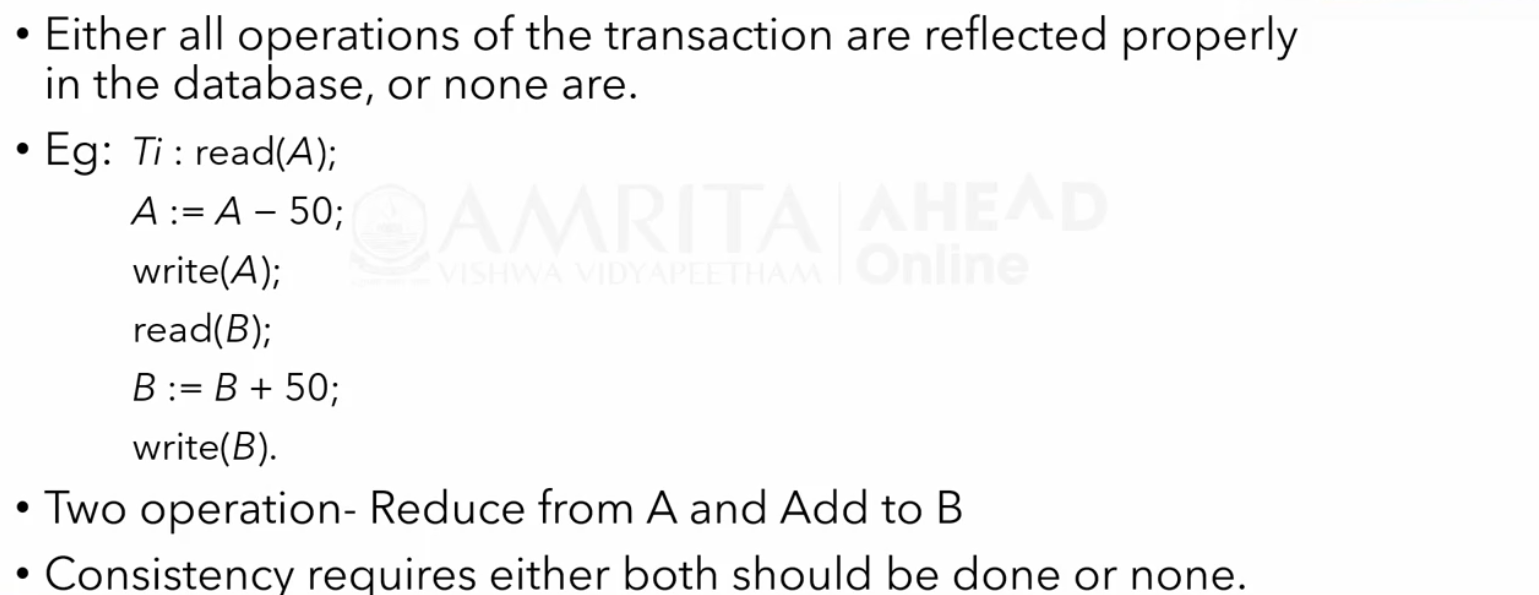 • Either all operations of the transaction are reflected properly
in the database, or none are.
• Eg: Ti : read(A);
A := A – 50;
write(A);
read(B);
B := B + 50;
write(B).
• Two operation- Reduce from A and Add to B
• Consistency requires either both should be done or none.
AMRITA
VISHWA VIDYAPEETHAM
AHEAD
Online